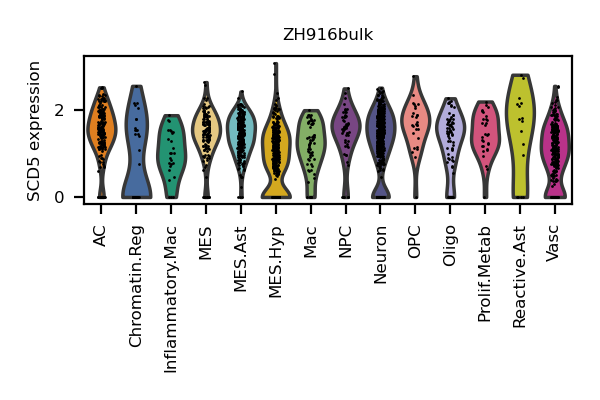 ZH916bulk
SCD5 expression
2
0
AC
Chromatin.Reg
Inflammatory.Mac
MES
MES.Ast
MES.Hyp
Mac
NPC
Neuron
OPC
Oligo
Prolif.Metab
Reactive.Ast
Vasc